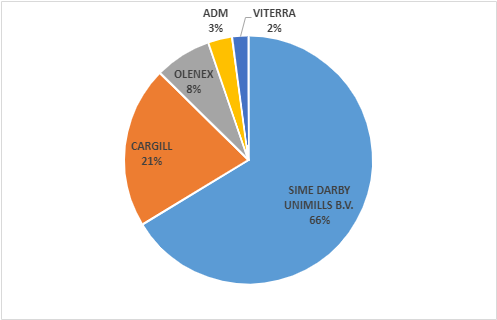 ADM
3%
VITERRA
2%
OLENEX
8%
CARGILL
21%
SIME DARBY
UNIMILLS B.V.
66%